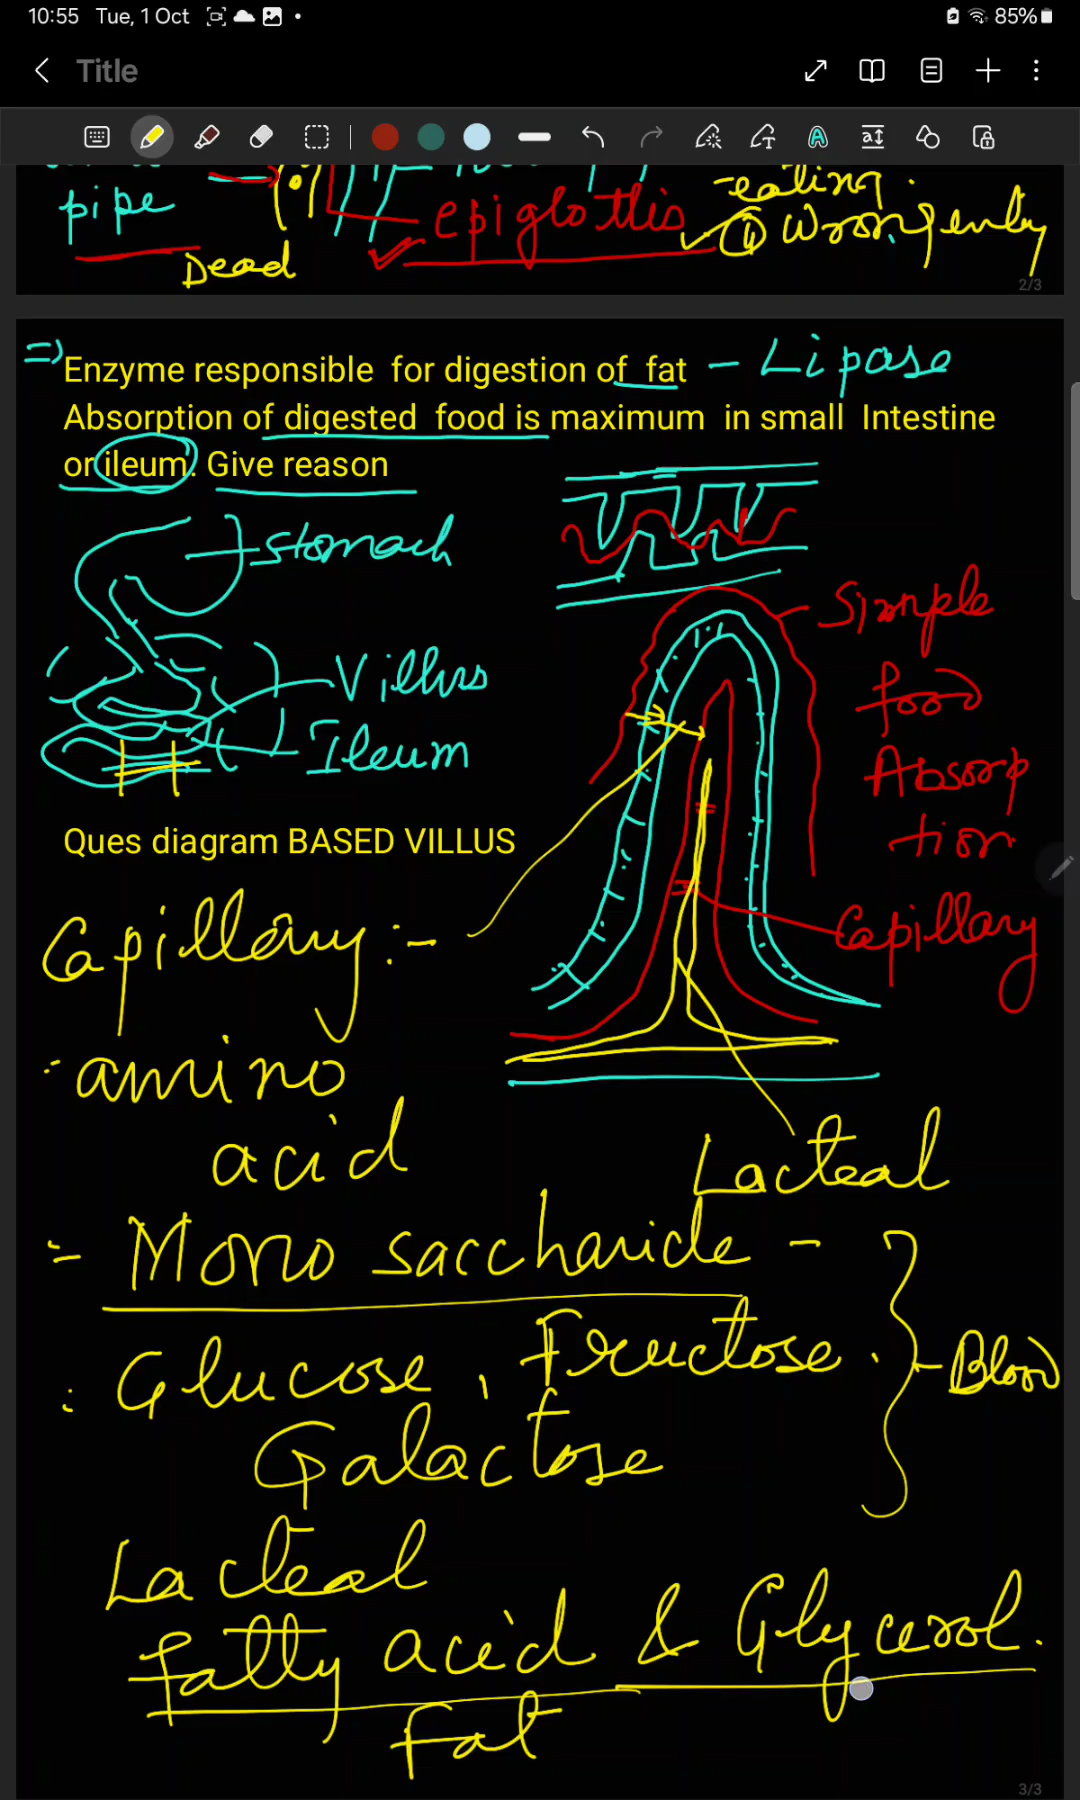 10:55 Tue, 1 Oct
85%
Title
pipe
epiglottis
eating
① Wrong entry
Dead
2/3
=> Enzyme responsible for digestion of fat - Lipase
Absorption of digested food is maximum in small Intestine
or ileum. Give reason
Stomach
Simple
food
Absorp
tion
Villus
Ileum
Ques diagram BASED VILLUS
Capillary :-
Capillary
- amino
acid
Lacteal
= Mono saccharide -
: Glucose, Fructose.
Blood
Galactose
Lacteal
fatty acid & Glycerol.
fat
3/3